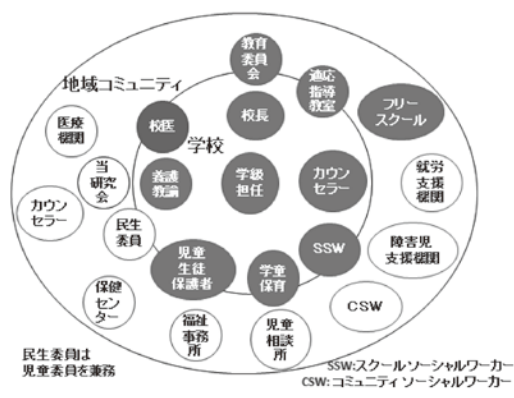 教育
委員
会
地域コミュニティ
適応
指導
教室
フリー
スクール
医療
機関
校医
校長
学校
当
研究
会
養護
教諭
学級
担任
カウン
セラー
就労
支援
機関
カウン
セラー
民生
委員
児童
生徒
保護者
学童
保育
SSW
障害児
支援機関
保健
セン
ター
福祉
事務
所
児童
相談
所
CSW
民生委員は
児童委員を兼務
SSW:スクールソーシャルワーカー
CSW:コミュニティソーシャルワーカー